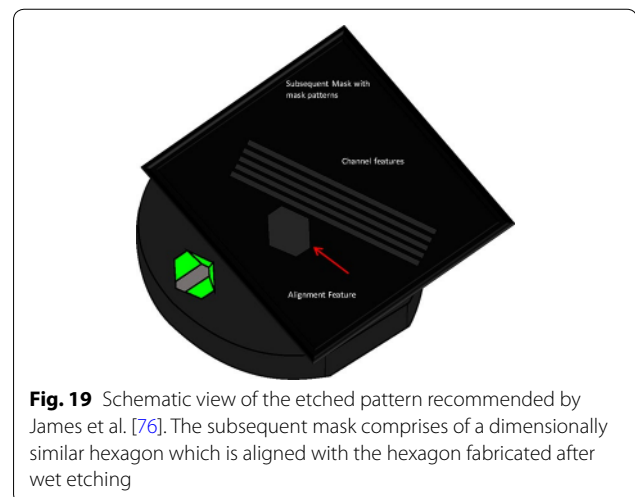 Subsequent Mask with
mask patterns
Channel features
Alignment Feature
Fig. 19 Schematic view of the etched pattern recommended by
James et al. [76]. The subsequent mask comprises of a dimensionally
similar hexagon which is aligned with the hexagon fabricated after
wet etching